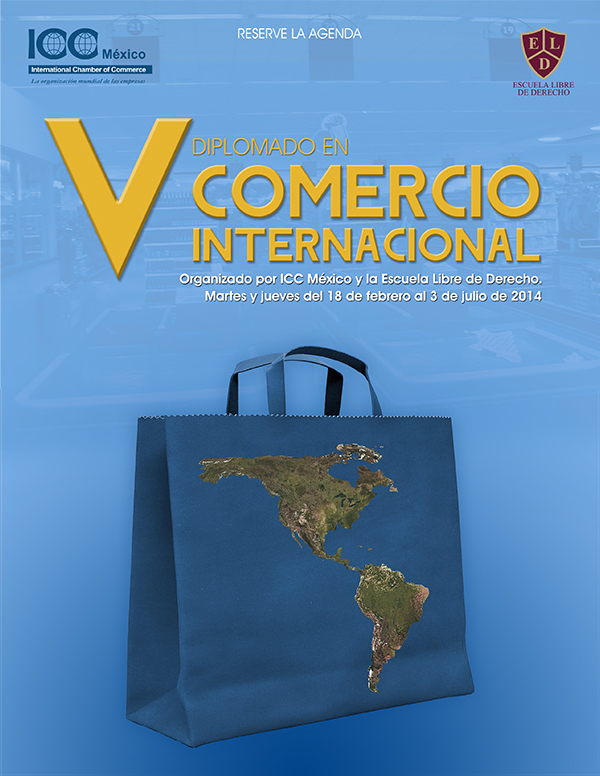 RESERVE LA AGENDA
ICC México
International Chamber of Commerce
La organización mundial de las empresas
E L D
ESCUELA LIBRE
DE DERECHO
V
DIPLOMADO EN
COMERCIO
INTERNACIONAL
Organizado por ICC México y la Escuela Libre de Derecho.
Martes y jueves del 18 de febrero al 3 de julio de 2014